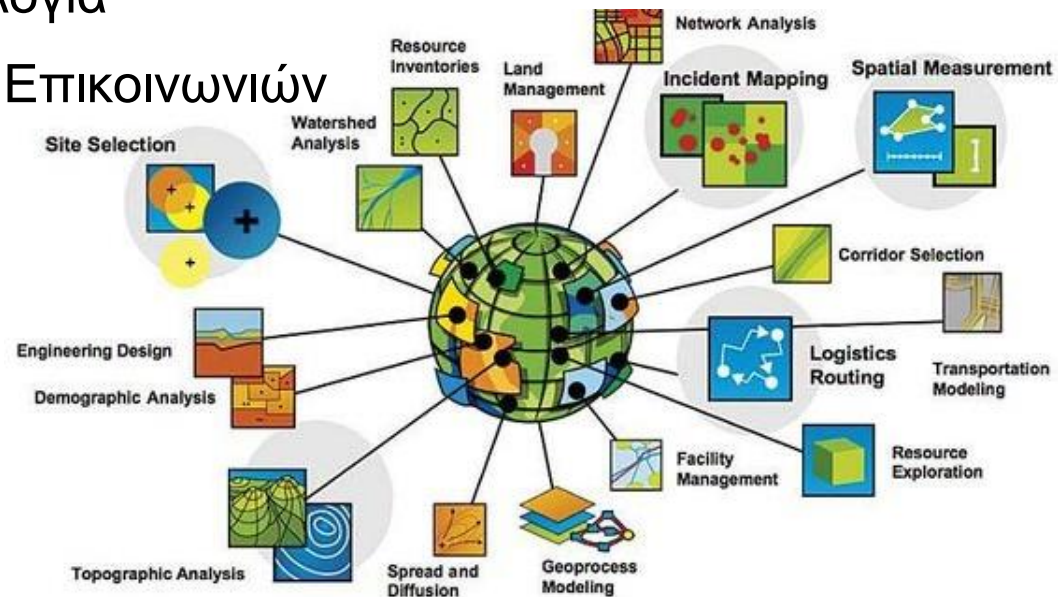 λογία
Επικοινωνιών
Network Analysis
Resource
Inventories
Land
Management
Incident Mapping
Spatial Measurement
Watershed
Analysis
Site Selection
Corridor Selection
Engineering Design
Demographic Analysis
Logistics
Routing
Transportation
Modeling
Facility
Management
Resource
Exploration
Topographic Analysis
Spread and
Diffusion
Geoprocess
Modeling